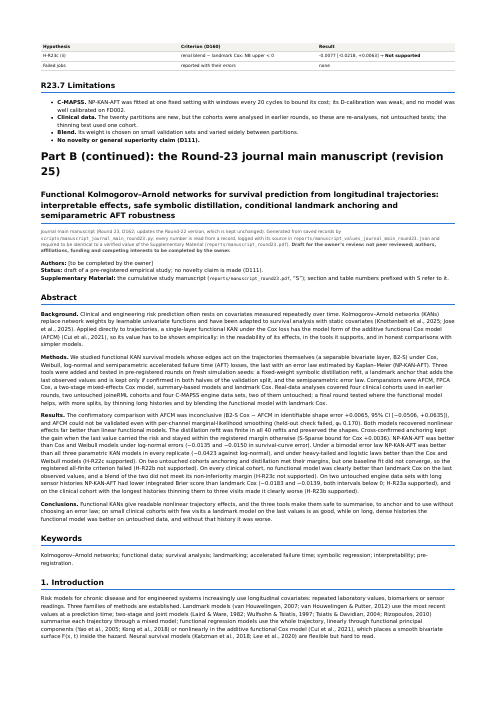 Hypothesis Criterion (D160) Result
H-R23c (ii) renal blend − landmark Cox: NB upper < 0 -0.0077 [-0.0218, +0.0063] → Not supported
Failed jobs reported with their errors none
R23.7 Limitations
• C-MAPSS. NP-KAN-AFT was fitted at one fixed setting with windows every 20 cycles to bound its cost; its D-calibration was weak, and no model was
well calibrated on FD002.
• Clinical data. The twenty partitions are new, but the cohorts were analysed in earlier rounds, so these are re-analyses, not untouched tests; the
thinning test used one cohort.
• Blend. Its weight is chosen on small validation sets and varied widely between partitions.
• No novelty or general superiority claim (D111).
Part B (continued): the Round-23 journal main manuscript (revision
25)
Functional Kolmogorov–Arnold networks for survival prediction from longitudinal trajectories:
interpretable effects, safe symbolic distillation, conditional landmark anchoring and
semiparametric AFT robustness
Journal main manuscript (Round 23, D162; updates the Round-22 version, which is kept unchanged). Generated from saved records by
scripts/manuscript_journal_main_round23.py; every number is read from a record, logged with its source in reports/manuscript_values_journal_main_round23.json and
required to be identical to a verified value of the Supplementary Material (reports/manuscript_round23.pdf). Draft for the owner's review; not peer reviewed; authors,
affiliations, funding and competing interests to be completed by the owner.
Authors: [to be completed by the owner]
Status: draft of a pre-registered empirical study; no novelty claim is made (D111).
Supplementary Material: the cumulative study manuscript (reports/manuscript_round23.pdf, "S"); section and table numbers prefixed with S refer to it.
Abstract
Background. Clinical and engineering risk prediction often rests on covariates measured repeatedly over time. Kolmogorov–Arnold networks (KANs)
replace network weights by learnable univariate functions and have been adapted to survival analysis with static covariates (Knottenbelt et al., 2025; Jose
et al., 2025). Applied directly to trajectories, a single-layer functional KAN under the Cox loss has the model form of the additive functional Cox model
(AFCM) (Cui et al., 2021), so its value has to be shown empirically: in the readability of its effects, in the tools it supports, and in honest comparisons with
simpler models.
Methods. We studied functional KAN survival models whose edges act on the trajectories themselves (a separable bivariate layer, B2-S) under Cox,
Weibull, log-normal and semiparametric accelerated failure time (AFT) losses, the last with an error law estimated by Kaplan–Meier (NP-KAN-AFT). Three
tools were added and tested in pre-registered rounds on fresh simulation seeds: a fixed-weight symbolic distillation refit, a landmark anchor that adds the
last observed values and is kept only if confirmed in both halves of the validation split, and the semiparametric error law. Comparators were AFCM, FPCA
Cox, a two-stage mixed-effects Cox model, summary-based models and landmark Cox. Real-data analyses covered four clinical cohorts used in earlier
rounds, two untouched joineRML cohorts and four C-MAPSS engine data sets, two of them untouched; a final round tested where the functional model
helps, with more splits, by thinning long histories and by blending the functional model with landmark Cox.
Results. The confirmatory comparison with AFCM was inconclusive (B2-S Cox − AFCM in identifiable shape error +0.0065, 95% CI [−0.0506, +0.0635]),
and AFCM could not be validated even with per-channel marginal-likelihood smoothing (held-out check failed, φ₂ 0.170). Both models recovered nonlinear
effects far better than linear functional models. The distillation refit was finite in all 40 refits and preserved the shapes. Cross-confirmed anchoring kept
the gain when the last value carried the risk and stayed within the registered margin otherwise (S-Sparse bound for Cox +0.0036). NP-KAN-AFT was better
than Cox and Weibull models under log-normal errors (−0.0135 and −0.0150 in survival-curve error). Under a bimodal error law NP-KAN-AFT was better
than all three parametric KAN models in every replicate (−0.0423 against log-normal), and under heavy-tailed and logistic laws better than the Cox and
Weibull models (H-R22c supported). On two untouched cohorts anchoring and distillation met their margins, but one baseline fit did not converge, so the
registered all-finite criterion failed (H-R22b not supported). On every clinical cohort, no functional model was clearly better than landmark Cox on the
observed values, and a blend of the two did not meet its non-inferiority margin (H-R23c not supported). On two untouched engine data sets with long
sensor histories NP-KAN-AFT had lower integrated Brier score than landmark Cox (−0.0183 and −0.0139, both intervals below 0; H-R23a supported), and
on the clinical cohort with the longest histories thinning them to three visits made it clearly worse (H-R23b supported).
Conclusions. Functional KANs give readable nonlinear trajectory effects, and the three tools make them safe to summarise, to anchor and to use without
choosing an error law; on small clinical cohorts with few visits a landmark model on the last values is as good, while on long, dense histories the
functional model was better on untouched data, and without that history it was worse.
Keywords
Kolmogorov–Arnold networks; functional data; survival analysis; landmarking; accelerated failure time; symbolic regression; interpretability; pre-
registration.
1. Introduction
Risk models for chronic disease and for engineering systems increasingly use longitudinal covariates: repeated laboratory values, biomarkers or sensor
readings. Three families of methods are established. Landmark models (van Houwelingen, 2007; van Houwelingen & Putter, 2012) use the most recent
values at a prediction time; two-stage and joint models (Laird & Ware, 1982; Wulfsohn & Tsiatis, 1997; Tsiatis & Davidian, 2004; Rizopoulos, 2010)
summarise each trajectory through a mixed model; functional regression models use the whole trajectory, linearly through functional principal
components (Yao et al., 2005; Kong et al., 2018) or nonlinearly in the additive functional Cox model (Cui et al., 2021), which places a smooth bivariate
surface F(x, t) inside the hazard. Neural survival models (Katzman et al., 2018; Lee et al., 2020) are flexible but hard to read.